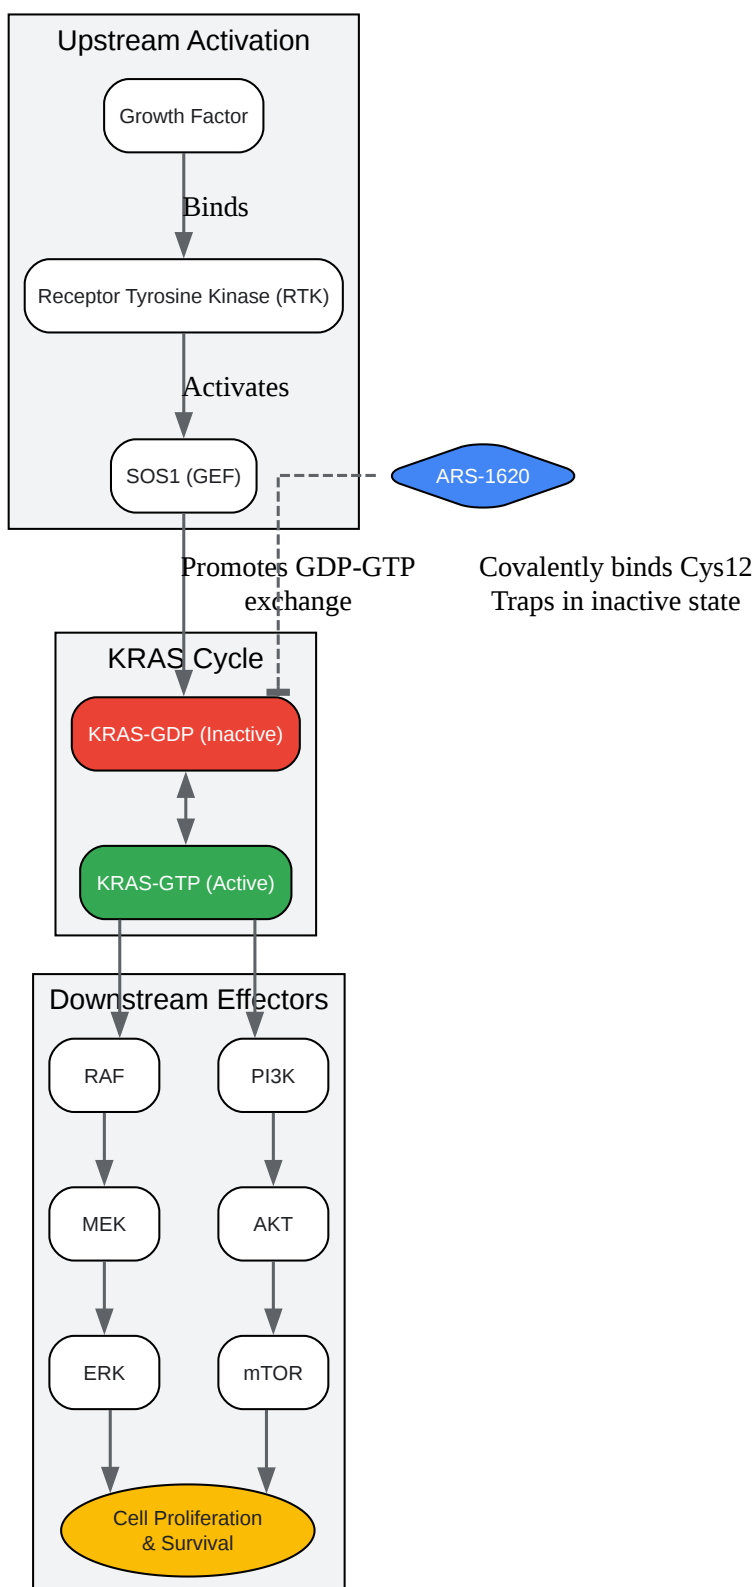 Upstream Activation
Growth Factor
Binds
Receptor Tyrosine Kinase (RTK)
Activates
SOS1 (GEF)
ARS-1620
Promotes GDP-GTP
exchange
Covalently binds Cys12
Traps in inactive state
KRAS Cycle
KRAS-GDP (Inactive)
KRAS-GTP (Active)
Downstream Effectors
RAF
PI3K
MEK
AKT
ERK
mTOR
Cell Proliferation
& Survival